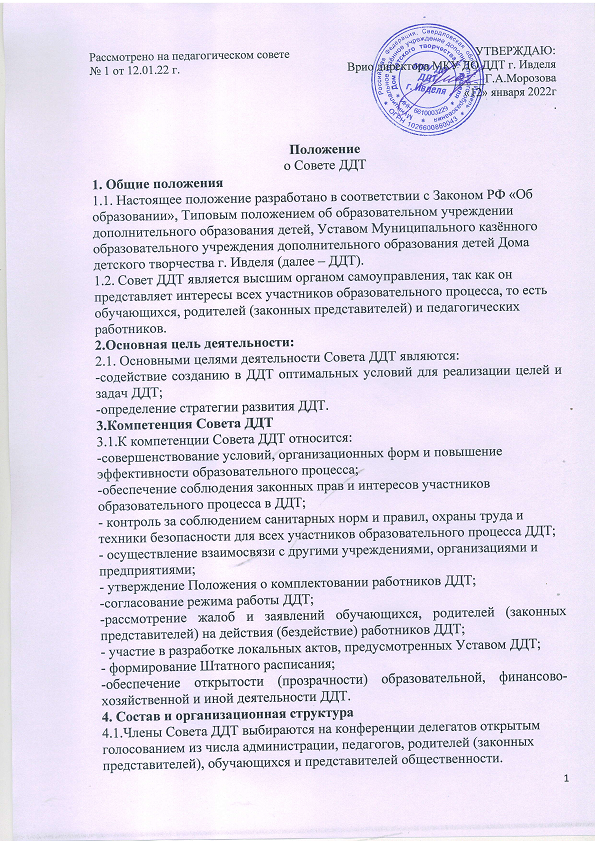 Рассмотрено на педагогическом совете
№ 1 от 12.01.22 г.
УТВЕРЖДАЮ:
Врио директора МКУ ДО ДДТ г. Ивделя
Г.А.Морозова
«12» января 2022г
Положение
о Совете ДДТ
1. Общие положения
1.1. Настоящее положение разработано в соответствии с Законом РФ «Об
образовании», Типовым положением об образовательном учреждении
дополнительного образования детей, Уставом Муниципального казённого
образовательного учреждения дополнительного образования детей Дома
детского творчества г. Ивделя (далее – ДДТ).
1.2. Совет ДДТ является высшим органом самоуправления, так как он
представляет интересы всех участников образовательного процесса, то есть
обучающихся, родителей (законных представителей) и педагогических
работников.
2.Основная цель деятельности:
2.1. Основными целями деятельности Совета ДДТ являются:
-содействие созданию в ДДТ оптимальных условий для реализации целей и
задач ДДТ;
-определение стратегии развития ДДТ.
3.Компетенция Совета ДДТ
3.1.К компетенции Совета ДДТ относится:
-совершенствование условий, организационных форм и повышение
эффективности образовательного процесса;
-обеспечение соблюдения законных прав и интересов участников
образовательного процесса в ДДТ;
- контроль за соблюдением санитарных норм и правил, охраны труда и
техники безопасности для всех участников образовательного процесса ДДТ;
- осуществление взаимосвязи с другими учреждениями, организациями и
предприятиями;
- утверждение Положения о комплектовании работников ДДТ;
-согласование режима работы ДДТ;
-рассмотрение жалоб и заявлений обучающихся, родителей (законных
представителей) на действия (бездействие) работников ДДТ;
- участие в разработке локальных актов, предусмотренных Уставом ДДТ;
- формирование Штатного расписания;
-обеспечение открытости (прозрачности) образовательной, финансово-
хозяйственной и иной деятельности ДДТ.
4. Состав и организационная структура
4.1.Члены Совета ДДТ выбираются на конференции делегатов открытым
голосованием из числа администрации, педагогов, родителей (законных
представителей), обучающихся и представителей общественности.
1